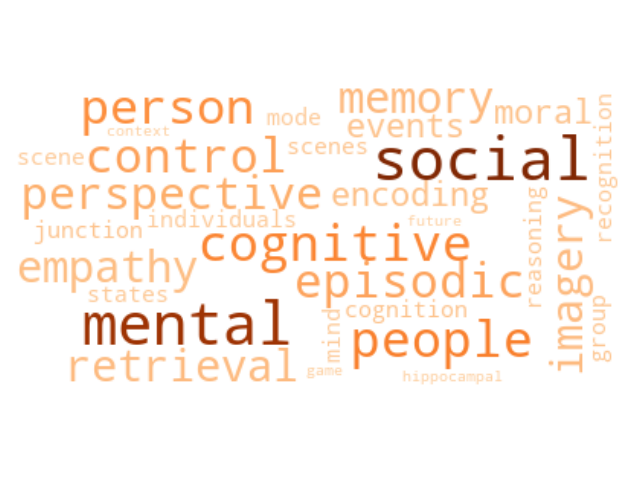 person
memory
mode
moral
context
events
scene
control
scenes
social
recognition
perspective
encoding
individuals
future
junction
cognitive
reasoning
imagery
empathy
episodic
states
cognition
group
mental
mind
people
retrieval
game
hippocampal